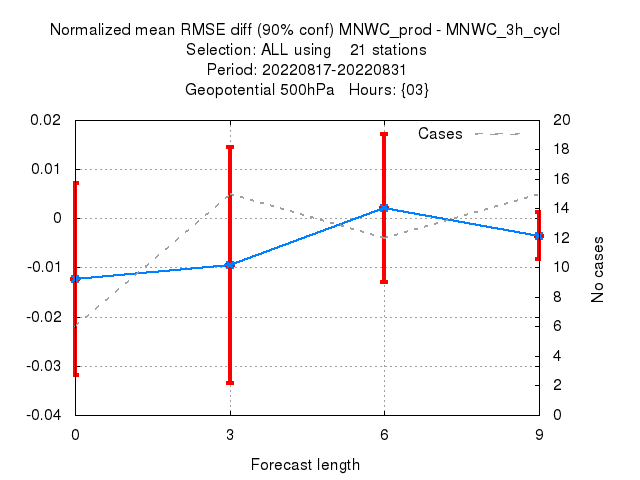 Normalized mean RMSE diff (90% conf) MNWC_prod - MNWC_3h_cycl
Selection: ALL using 21 stations
Period: 20220817-20220831
Geopotential 500hPa Hours: {03}
Cases
0.02
0.01
0
-0.01
-0.02
-0.03
-0.04
20
18
16
14
12
10
8
6
4
2
0
No cases
0 3 6 9
Forecast length